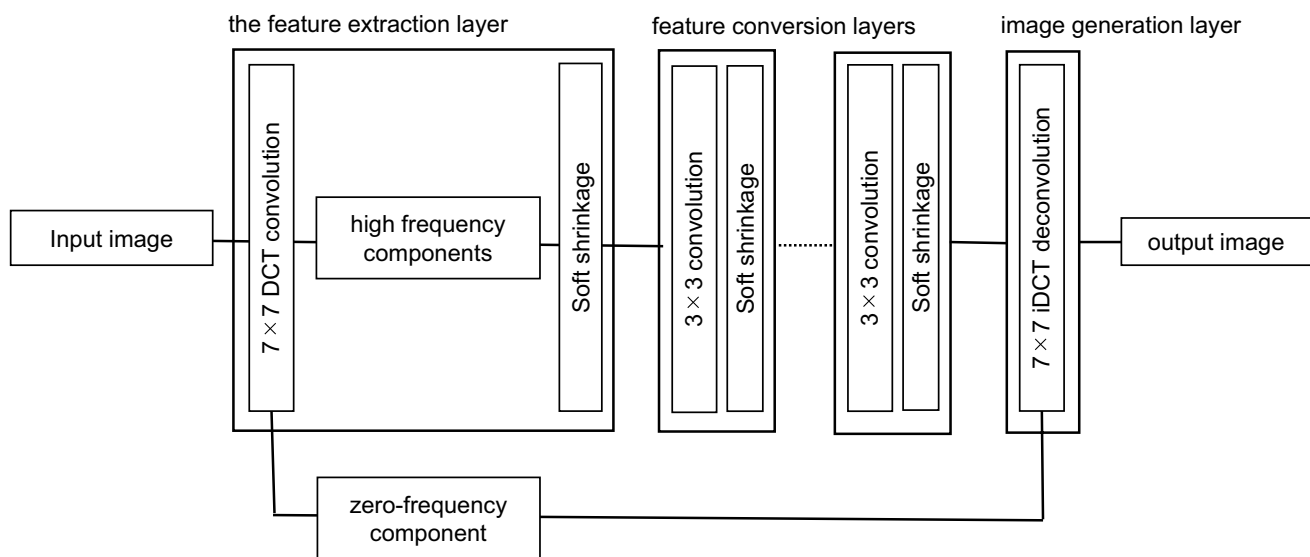 the feature extraction layer
feature conversion layers
image generation layer
Input image
7×7 DCT convolution
high frequency
components
Soft shrinkage
3×3 convolution
Soft shrinkage
3×3 convolution
Soft shrinkage
7×7 iDCT deconvolution
output image
zero-frequency
component